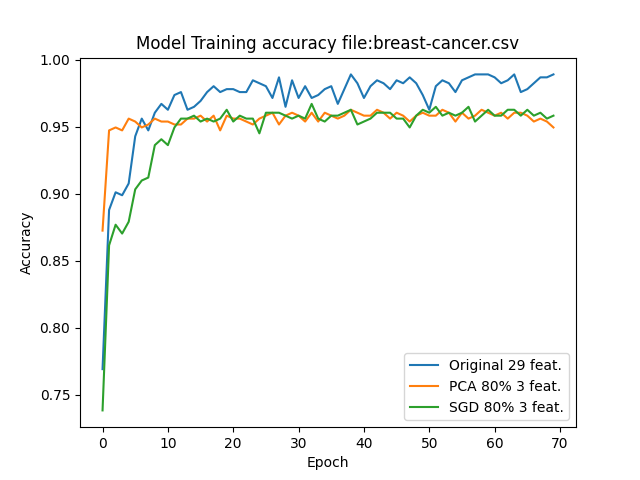 Model Training accuracy file:breast-cancer.csv
1.00
0.95
0.90
0.85
0.80
0.75
Accuracy
0 10 20 30 40 50 60 70
Epoch
Original 29 feat.
PCA 80% 3 feat.
SGD 80% 3 feat.